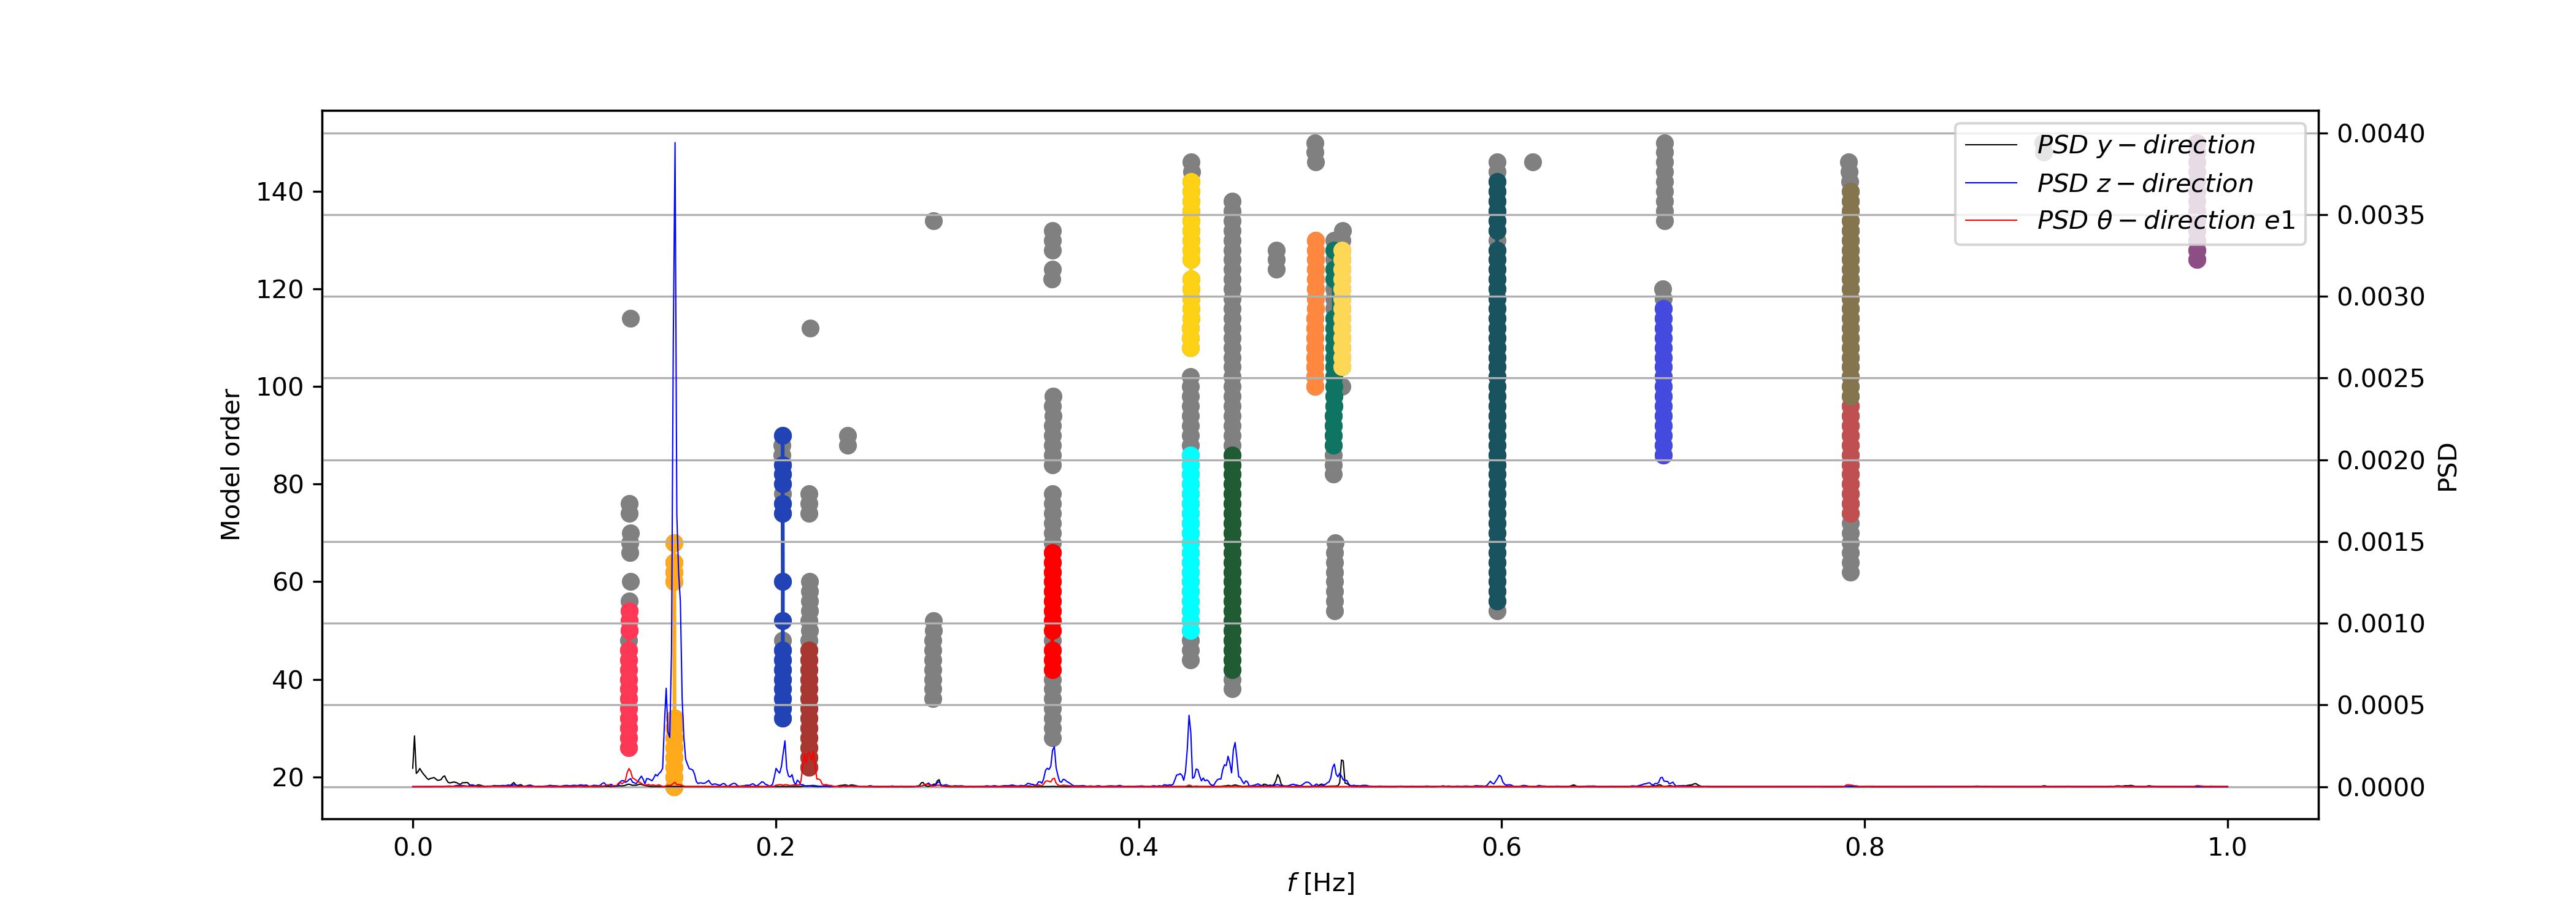 PSD y − direction
PSD z − direction
PSD θ − direction e1
140
120
100
80
60
40
20
Model order
0.0040
0.0035
0.0030
0.0025
0.0020
0.0015
0.0010
0.0005
0.0000
PSD
0.0 0.2 0.4 0.6 0.8 1.0
f [Hz]